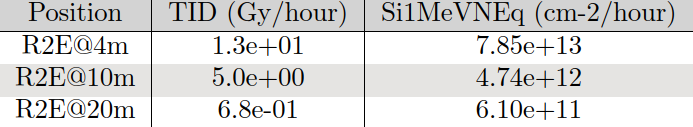 Position TID (Gy/hour) Si1MeVNEq (cm-2/hour)
R2E@4m 1.3e+01 7.85e+13
R2E@10m 5.0e+00 4.74e+12
R2E@20m 6.8e-01 6.10e+11